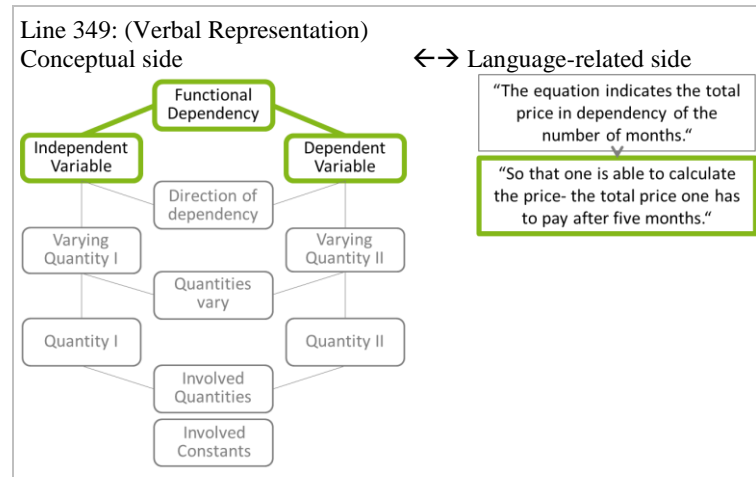 Line 349: (Verbal Representation)
Conceptual side ←→ Language-related side
Functional
Dependency
Independent
Variable
Dependent
Variable
Direction of
dependency
Varying
Quantity I
Varying
Quantity II
Quantities
vary
Quantity I
Quantity II
Involved
Quantities
Involved
Constants
“The equation indicates the total
price in dependency of the
number of months.“
“So that one is able to calculate
the price- the total price one has
to pay after five months.“